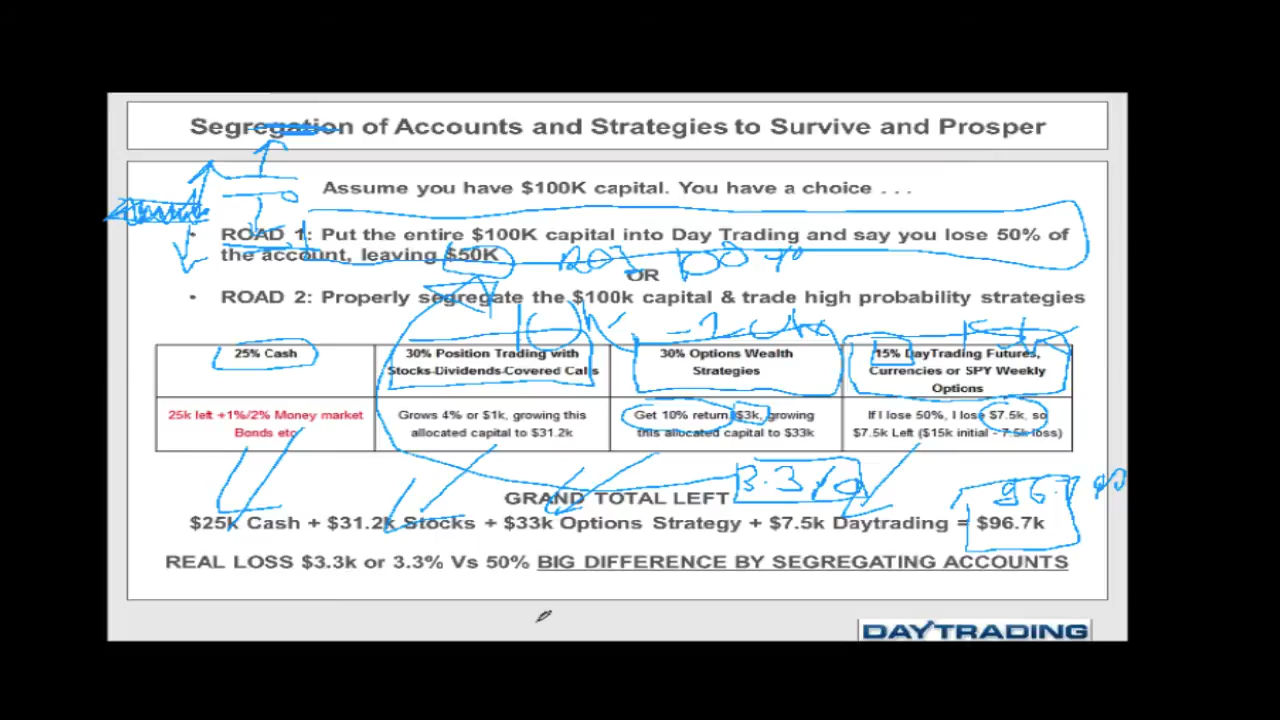 Segregation of Accounts and Strategies to Survive and Prosper
Assume you have $100K capital. You have a choice . . .
• ROAD 1: Put the entire $100K capital into Day Trading and say you lose 50% of
the account, leaving $50K
OR
• ROAD 2: Properly segregate the $100k capital & trade high probability strategies
25% Cash
30% Position Trading with
Stocks-Dividends-Covered Calls
30% Options Wealth
Strategies
15% DayTrading Futures,
Currencies or SPY Weekly
Options
25k left +1%/2% Money market
Bonds etc
Grows 4% or $1k, growing this
allocated capital to $31.2k
Get 10% return $3k, growing
this allocated capital to $33k
If I lose 50%, I lose $7.5k, so
$7.5k Left ($15k initial - 7.5k loss)
3.3%
96.7
GRAND TOTAL LEFT
$25k Cash + $31.2k Stocks + $33k Options Strategy + $7.5k Daytrading = $96.7k
REAL LOSS $3.3k or 3.3% Vs 50% BIG DIFFERENCE BY SEGREGATING ACCOUNTS
DAYTRADING